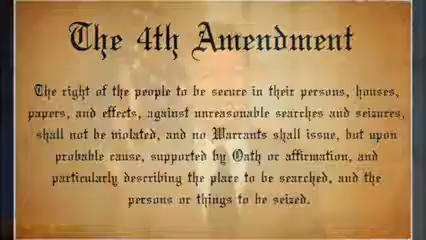 The 4th Amendment
The right of the people to be secure in their persons, houses,
papers, and effects, against unreasonable searches and seizures,
shall not be violated, and no Warrants shall issue, but upon
probable cause, supported by Oath or affirmation, and
particularly describing the place to be searched, and the
persons or things to be seized.